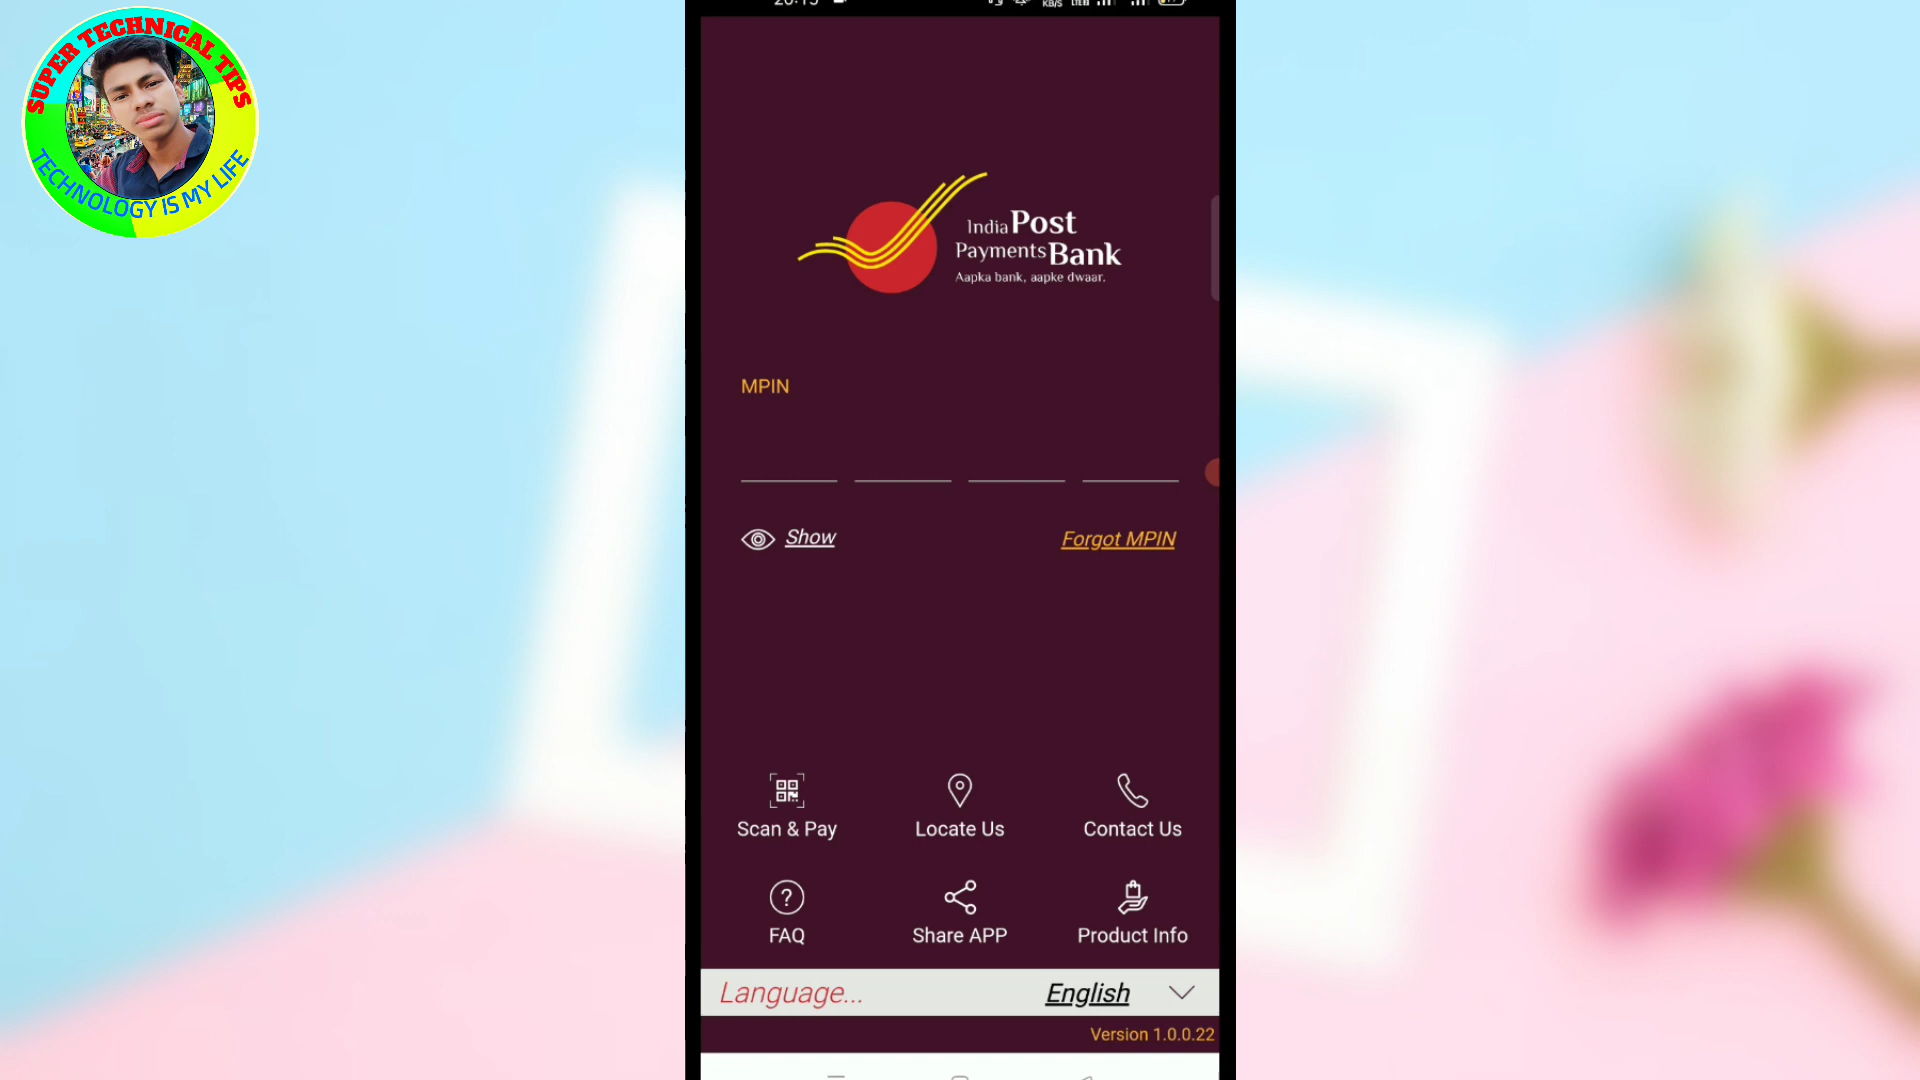 SUPER TECHNICAL TIPS
TECHNOLOGY IS MY LIFE
KB/S
India Post
Payments Bank
Aapka bank, aapke dwaar.
MPIN
Show
Forgot MPIN
Scan & Pay
Locate Us
Contact Us
FAQ
Share APP
Product Info
Language...
English
Version 1.0.0.22